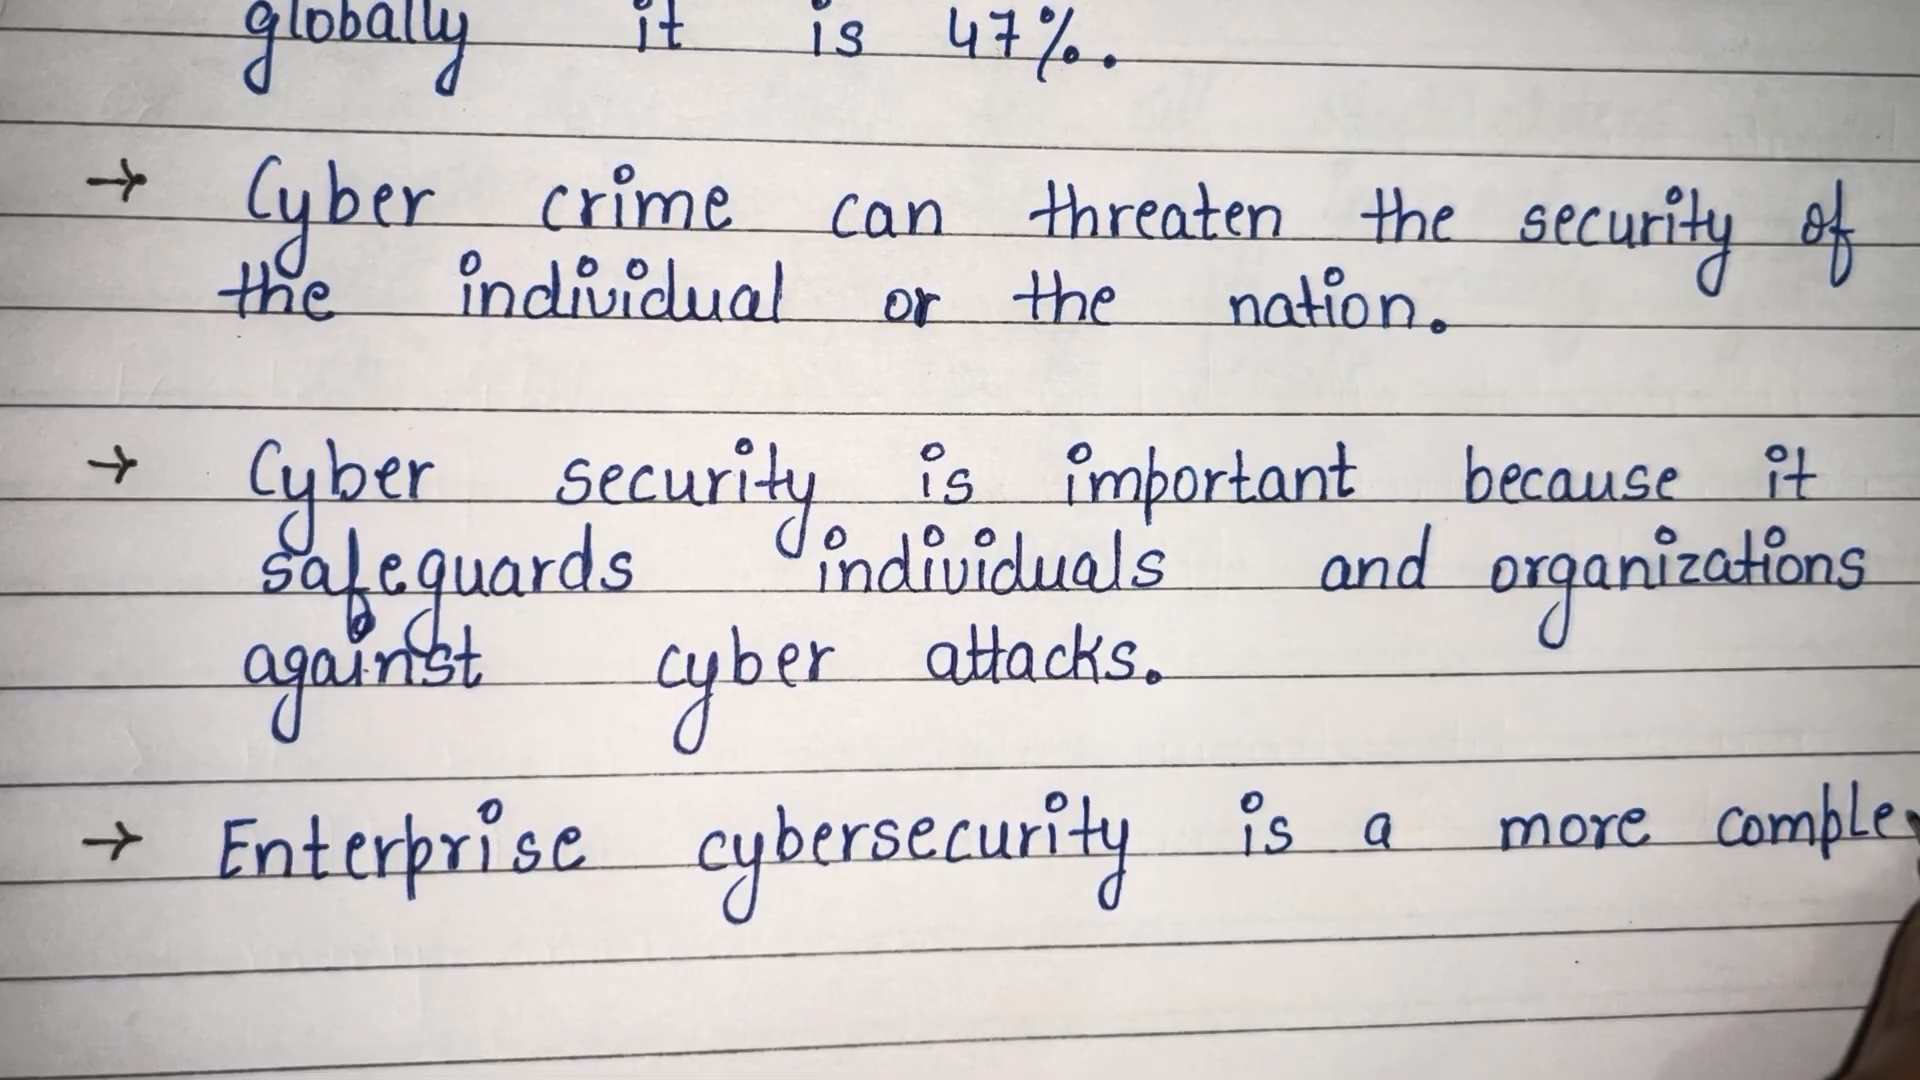 globally it is 47%.
→ Cyber crime can threaten the security of
the individual or the nation.
→ Cyber security is important because it
safeguards individuals and organizations
against cyber attacks.
→ Enterprise cybersecurity is a more comple